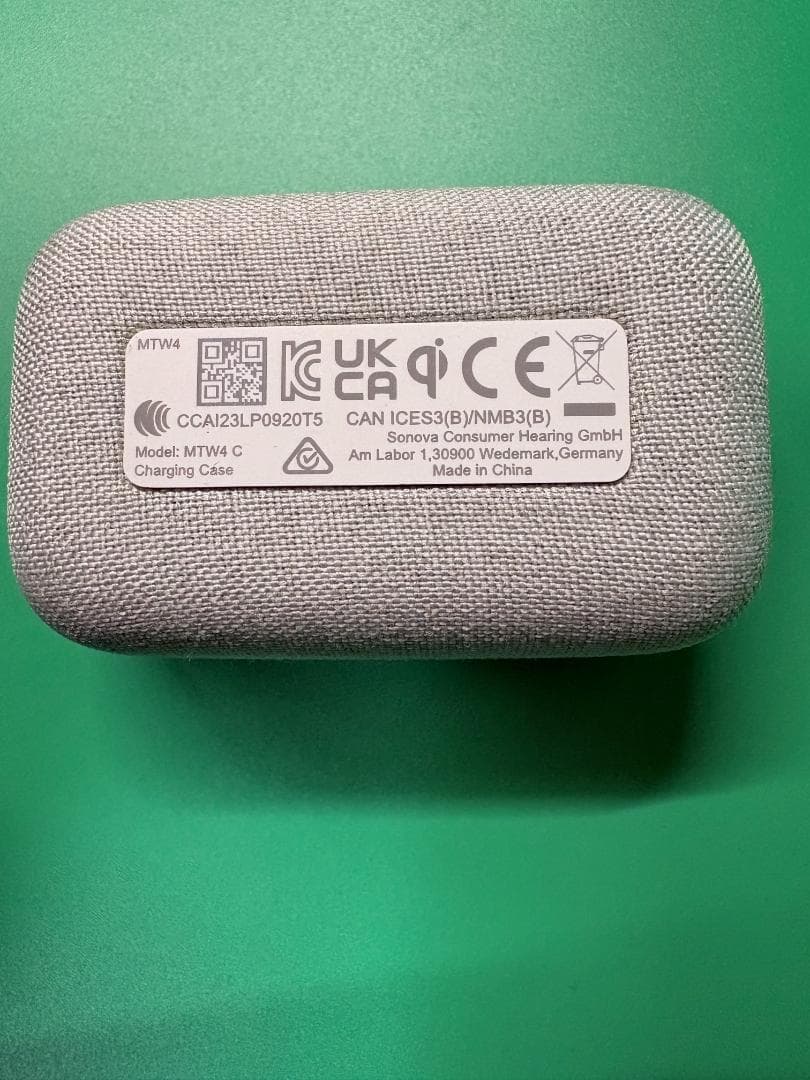 MTW4
UK
CA
CE
CCAI23LP0920T5 CAN ICES3(B)/NMB3(B)
Sonova Consumer Hearing GmbH
Model: MTW4 C
Am Labor 1,30900 Wedemark,Germany
Charging Case
Made in China